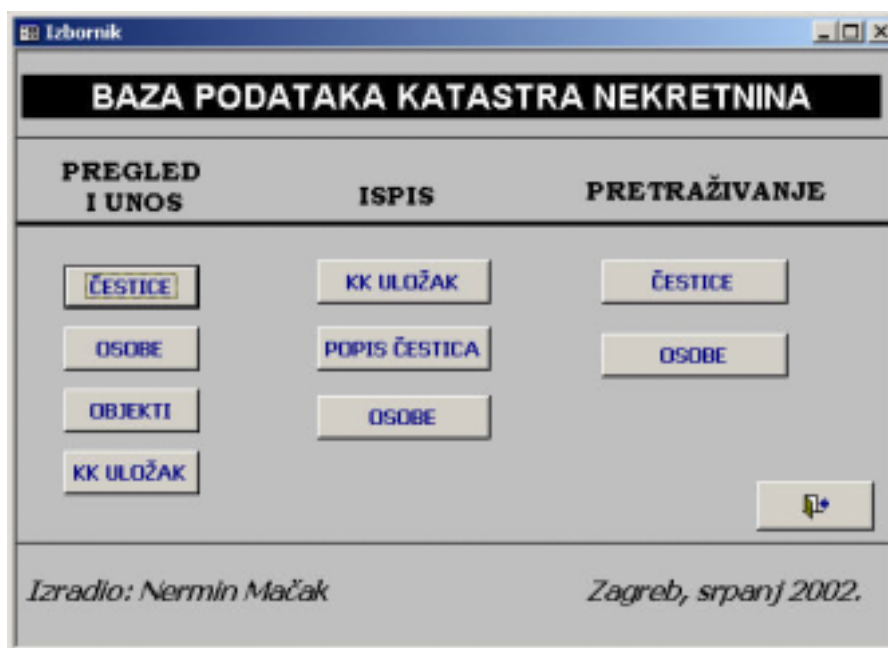 Izbornik
BAZA PODATAKA KATASTRA NEKRETNINA
PREGLED
I UNOS
ISPIS
PRETRAŽIVANJE
ČESTICE
OSOBE
OBJEKTI
KK ULOŽAK
KK ULOŽAK
POPIS ČESTICA
OSOBE
ČESTICE
OSOBE
Izradio: Nermin Mačak
Zagreb, srpanj 2002.